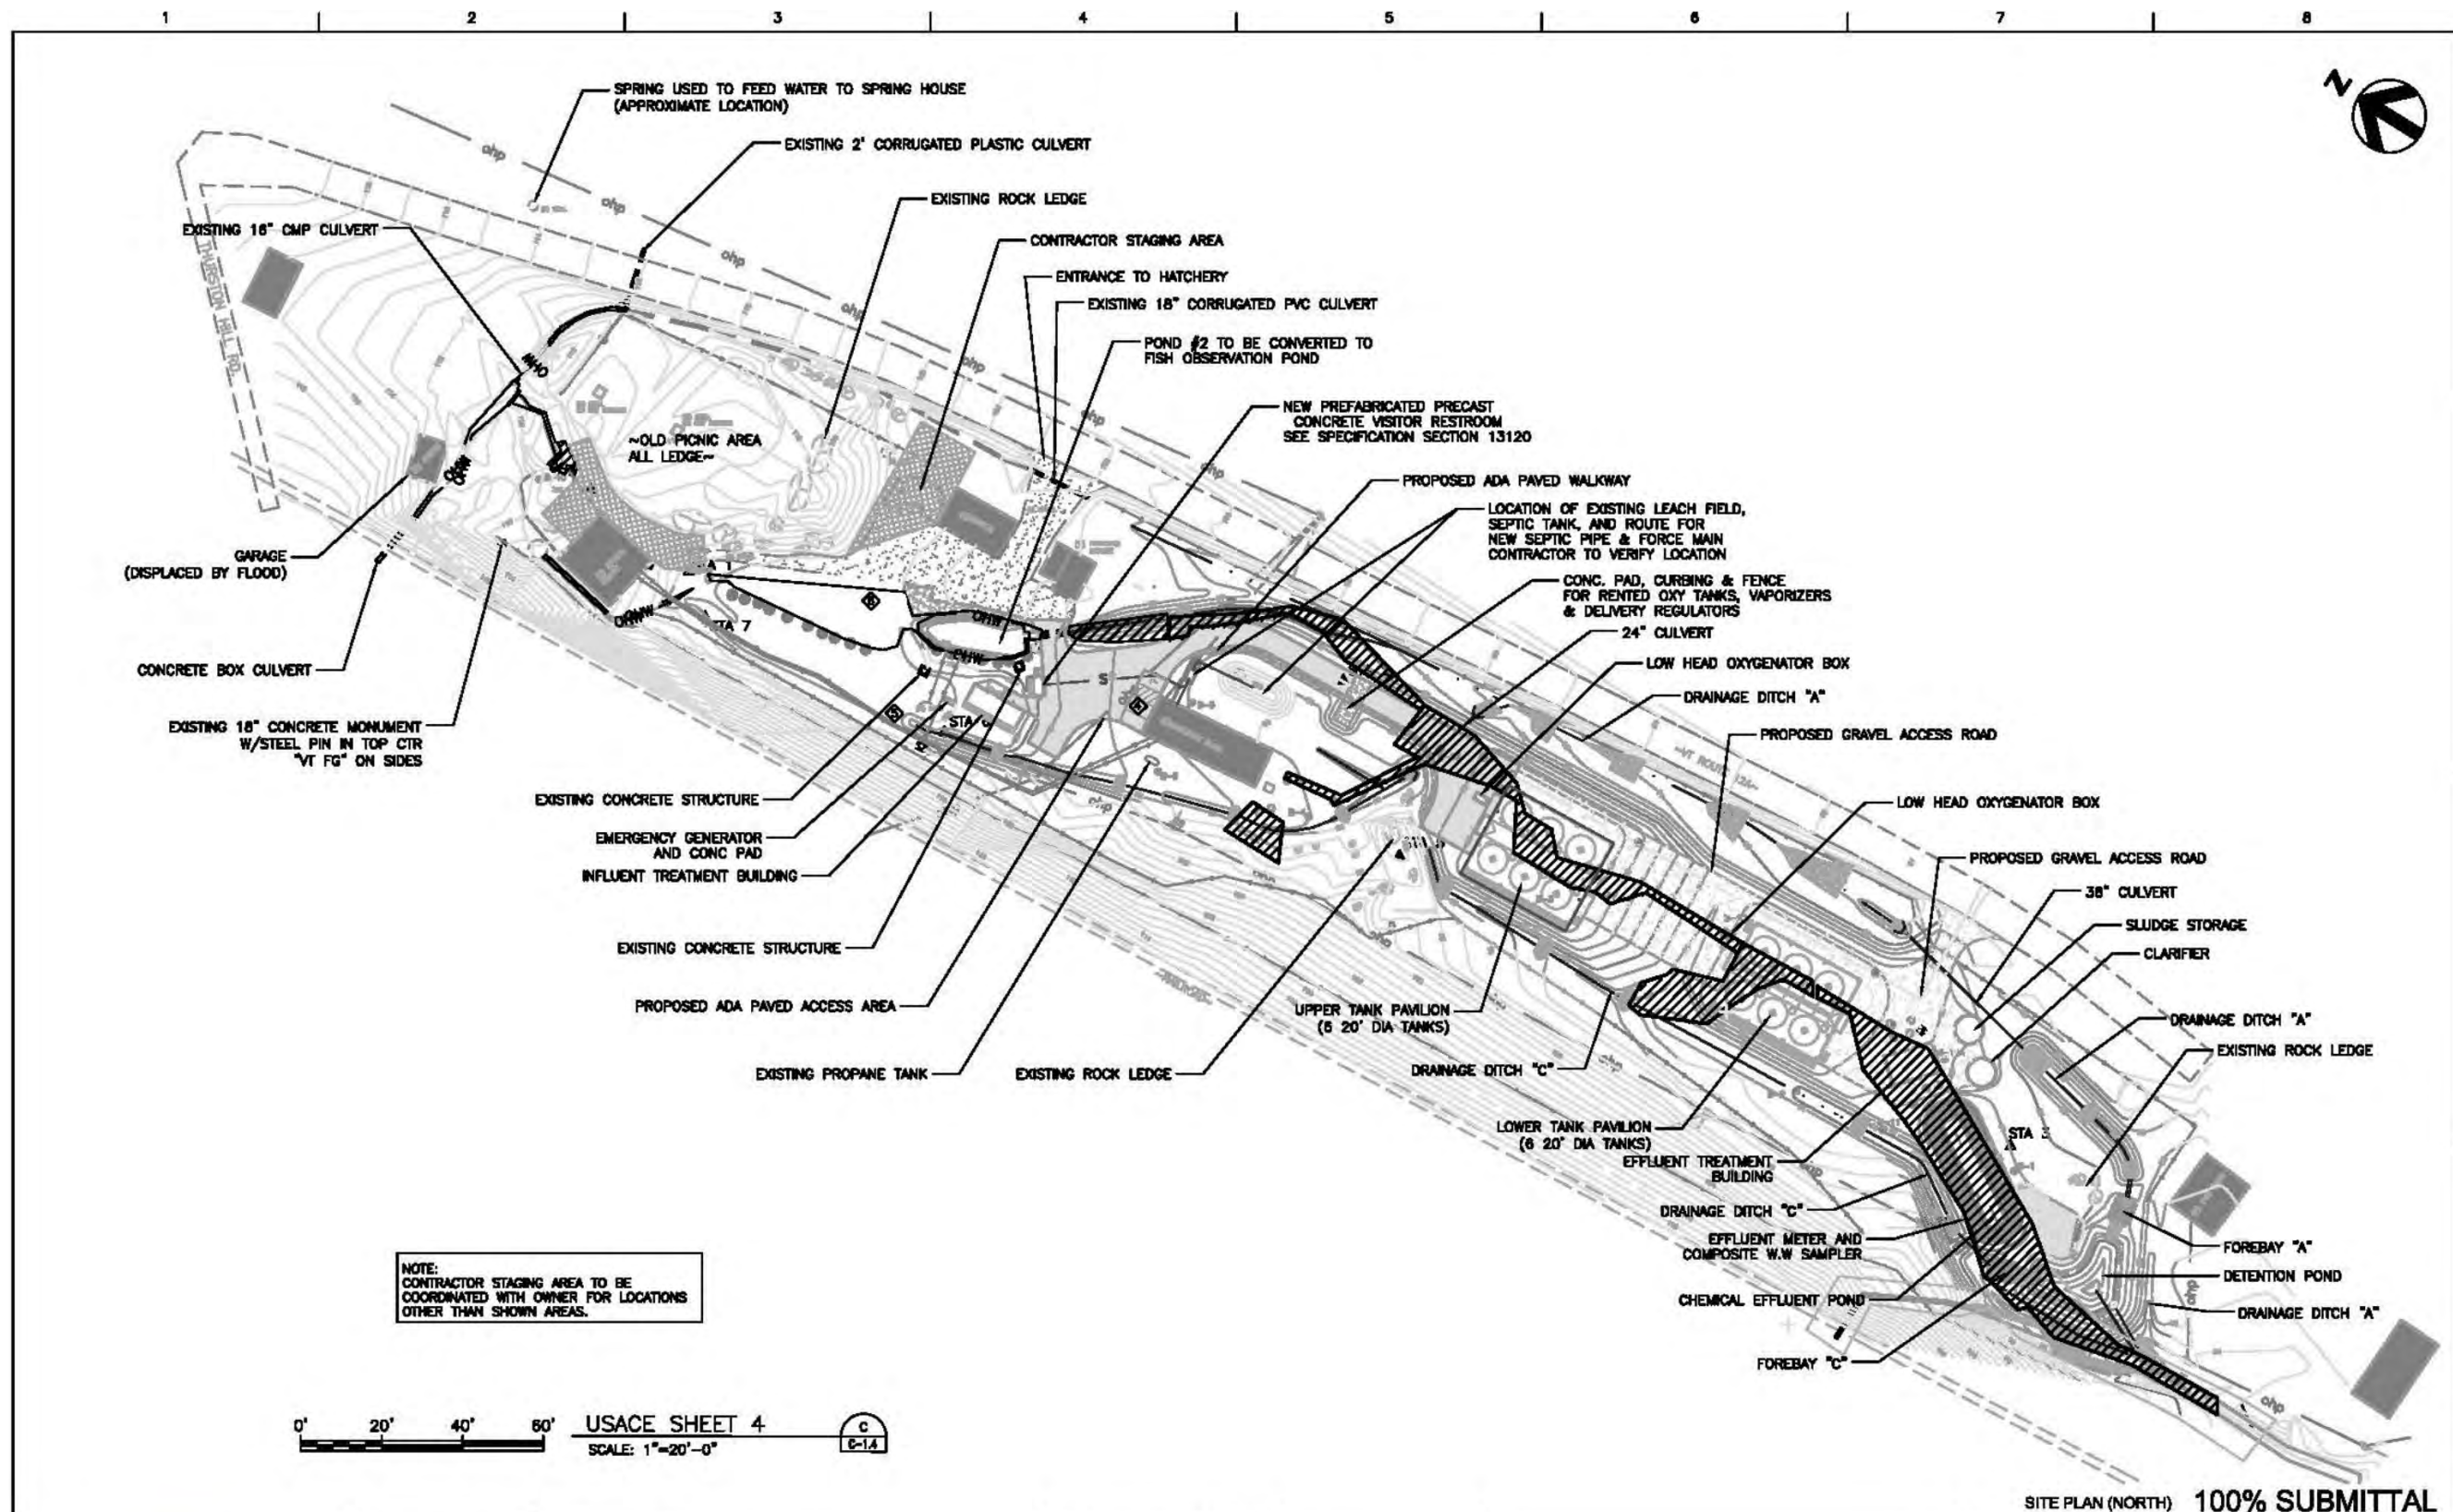 1 2 3 4 5 6 7 8
N
SPRING USED TO FEED WATER TO SPRING HOUSE
(APPROXIMATE LOCATION)
EXISTING 2' CORRUGATED PLASTIC CULVERT
EXISTING ROCK LEDGE
EXISTING 16" CMP CULVERT
CONTRACTOR STAGING AREA
ENTRANCE TO HATCHERY
EXISTING 18" CORRUGATED PVC CULVERT
POND #2 TO BE CONVERTED TO
FISH OBSERVATION POND
THURSTON HILL RD.
NEW PREFABRICATED PRECAST
CONCRETE VISITOR RESTROOM
SEE SPECIFICATION SECTION 13120
~OLD PICNIC AREA
ALL LEDGE~
PROPOSED ADA PAVED WALKWAY
LOCATION OF EXISTING LEACH FIELD,
SEPTIC TANK, AND ROUTE FOR
NEW SEPTIC PIPE & FORCE MAIN
CONTRACTOR TO VERIFY LOCATION
GARAGE
(DISPLACED BY FLOOD)
CONC. PAD, CURBING & FENCE
FOR RENTED OXY TANKS, VAPORIZERS
& DELIVERY REGULATORS
24" CULVERT
LOW HEAD OXYGENATOR BOX
CONCRETE BOX CULVERT
STA 7
DRAINAGE DITCH "A"
EXISTING 18" CONCRETE MONUMENT
W/STEEL PIN IN TOP CTR
"VT FG" ON SIDES
PROPOSED GRAVEL ACCESS ROAD
~VT ROUTE 12A~
EXISTING CONCRETE STRUCTURE
LOW HEAD OXYGENATOR BOX
EMERGENCY GENERATOR
AND CONC PAD
INFLUENT TREATMENT BUILDING
PROPOSED GRAVEL ACCESS ROAD
36" CULVERT
SLUDGE STORAGE
EXISTING CONCRETE STRUCTURE
CLARIFIER
PROPOSED ADA PAVED ACCESS AREA
UPPER TANK PAVILION
(6 20' DIA TANKS)
DRAINAGE DITCH "A"
EXISTING ROCK LEDGE
EXISTING PROPANE TANK
EXISTING ROCK LEDGE
DRAINAGE DITCH "C"
LOWER TANK PAVILION
(6 20' DIA TANKS)
STA 3
EFFLUENT TREATMENT
BUILDING
DRAINAGE DITCH "C"
EFFLUENT METER AND
COMPOSITE W.W SAMPLER
FOREBAY "A"
DETENTION POND
CHEMICAL EFFLUENT POND
DRAINAGE DITCH "A"
FOREBAY "C"
NOTE:
CONTRACTOR STAGING AREA TO BE
COORDINATED WITH OWNER FOR LOCATIONS
OTHER THAN SHOWN AREAS.
0' 20' 40' 60'
USACE SHEET 4
SCALE: 1"=20'-0"
C
C-1.4
SITE PLAN (NORTH) 100% SUBMITTAL